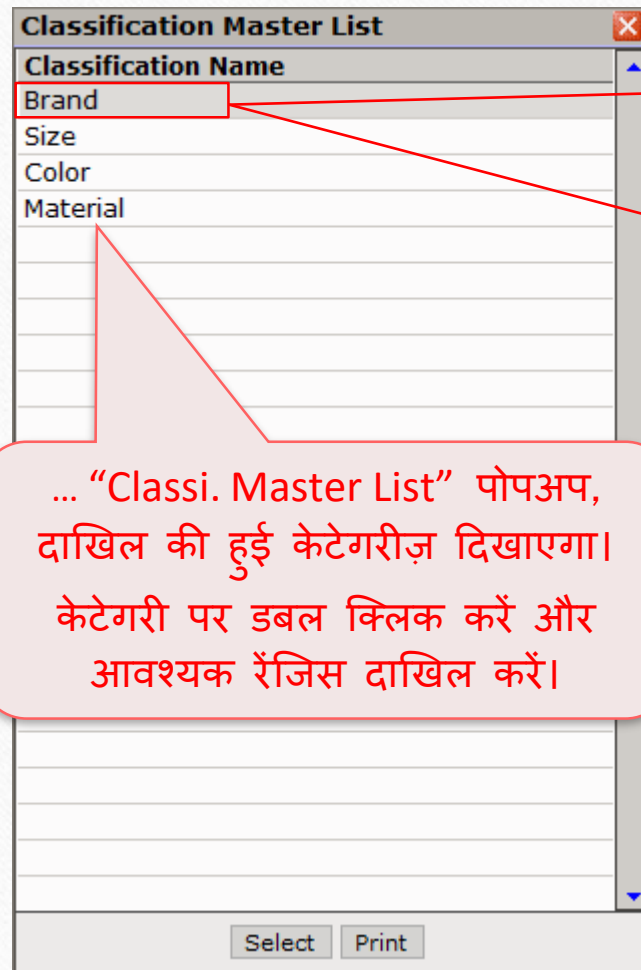 Classification Master List
Classification Name
Brand
Size
Color
Material
... “Classi. Master List” पोपअप,
दाखिल की हुई केटेगरीज़ दिखाएगा।
केटेगरी पर डबल क्लिक करें और
आवश्यक रेंजिस दाखिल करें।
Select Print